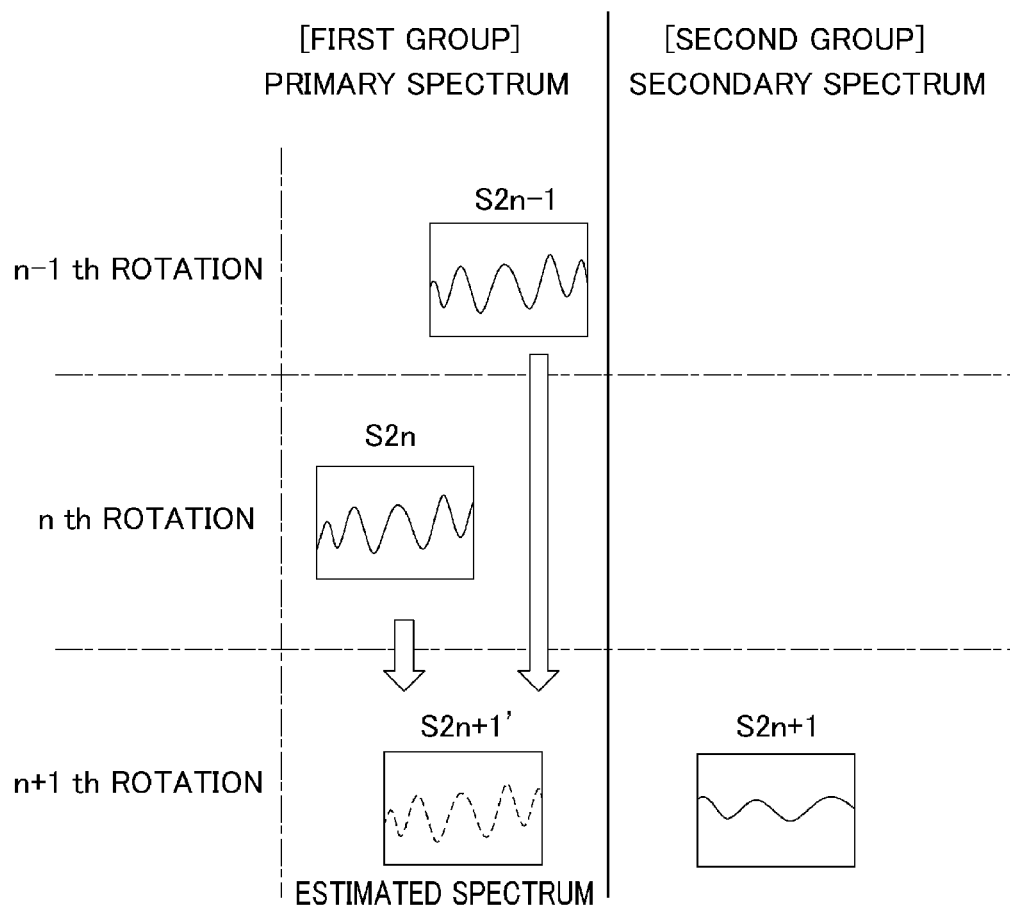 [FIRST GROUP]
PRIMARY SPECTRUM
[SECOND GROUP]
SECONDARY SPECTRUM
S2n-1
n-1 th ROTATION
S2n
n th ROTATION
S2n+1'
S2n+1
n+1 th ROTATION
ESTIMATED SPECTRUM